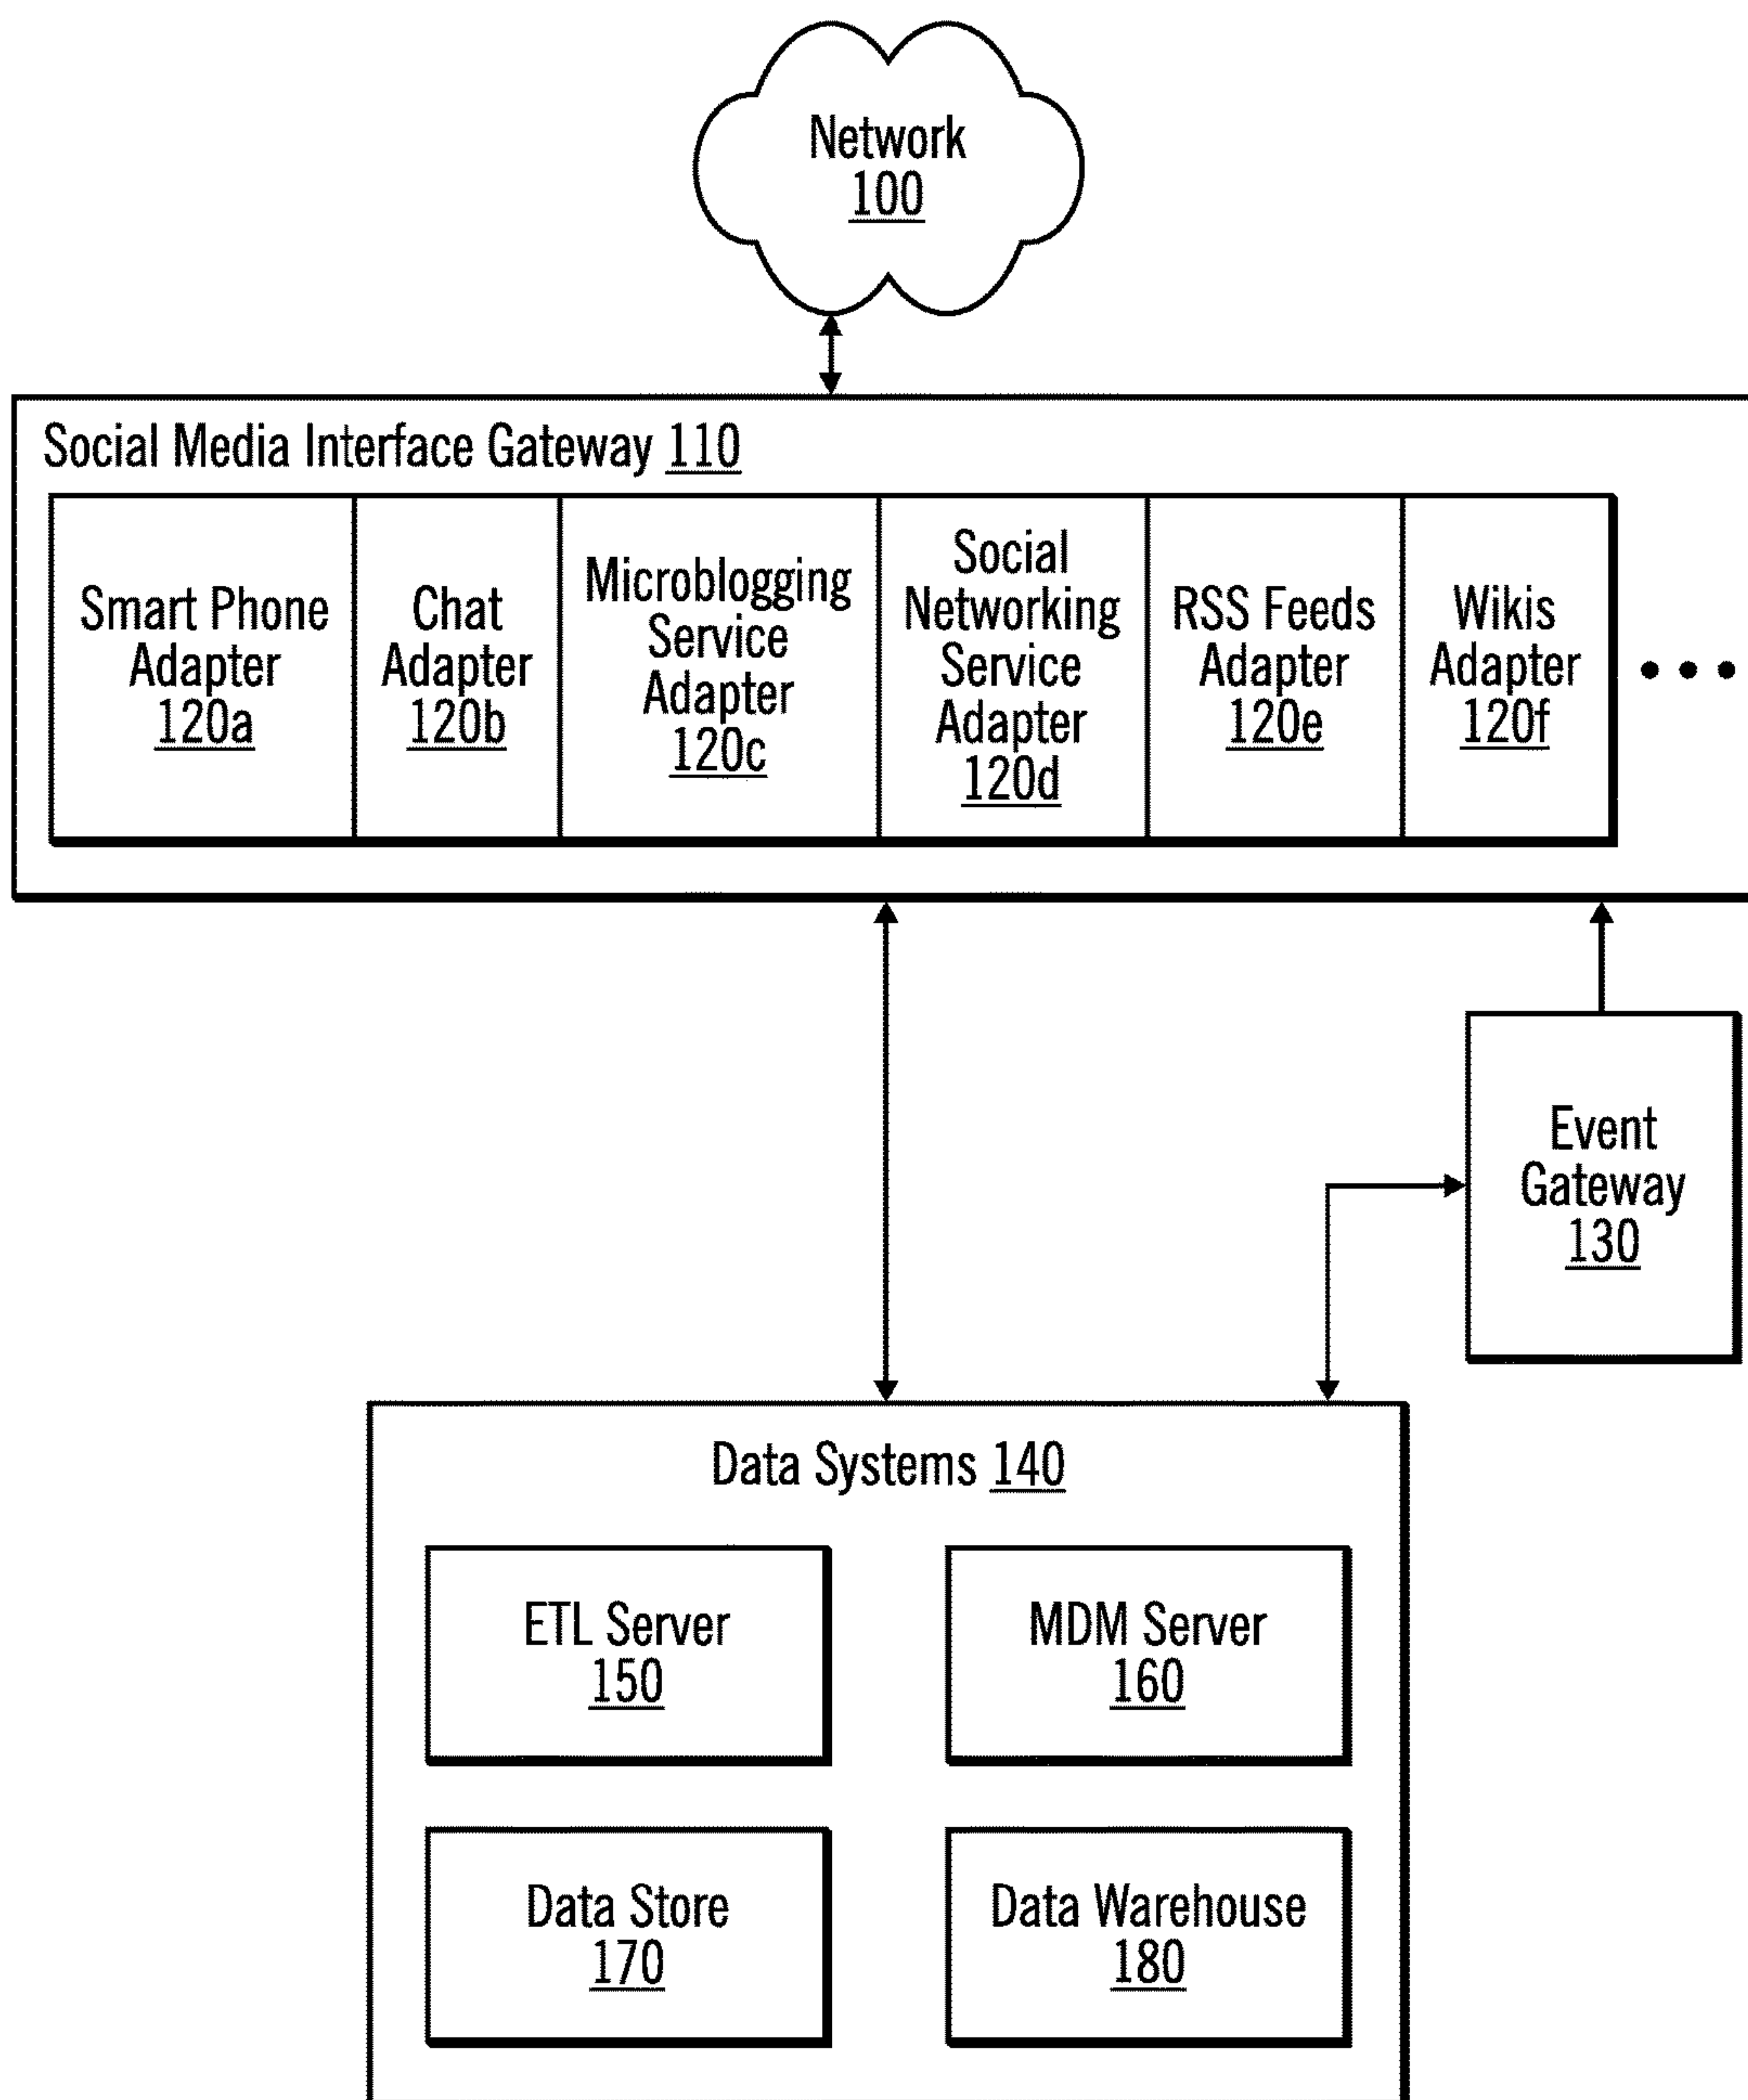 Network
100
Social Media Interface Gateway 110
Smart Phone
Adapter
120a
Chat
Adapter
120b
Microblogging
Service
Adapter
120c
Social
Networking
Service
Adapter
120d
RSS Feeds
Adapter
120e
Wikis
Adapter
120f
Event
Gateway
130
Data Systems 140
ETL Server
150
MDM Server
160
Data Store
170
Data Warehouse
180